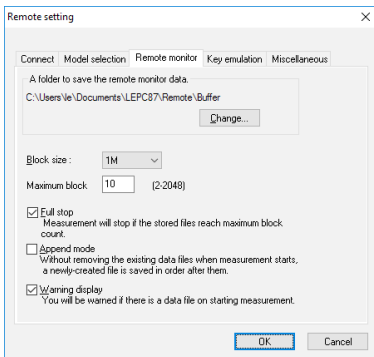 Remote setting
Connect Model selection Remote monitor Key emulation Miscellaneous
A folder to save the remote monitor data.
C:\Users\le\Documents\LEPC87\Remote\Buffer
Change...
Block size : 1M
Maximum block 10 (2-2048)
Full stop
Measurement will stop if the stored files reach maximum block
count.
Append mode
Without removing the existing data files when measurement starts,
a newly-created file is saved in order after them.
Warning display
You will be warned if there is a data file on starting measurement.
OK Cancel